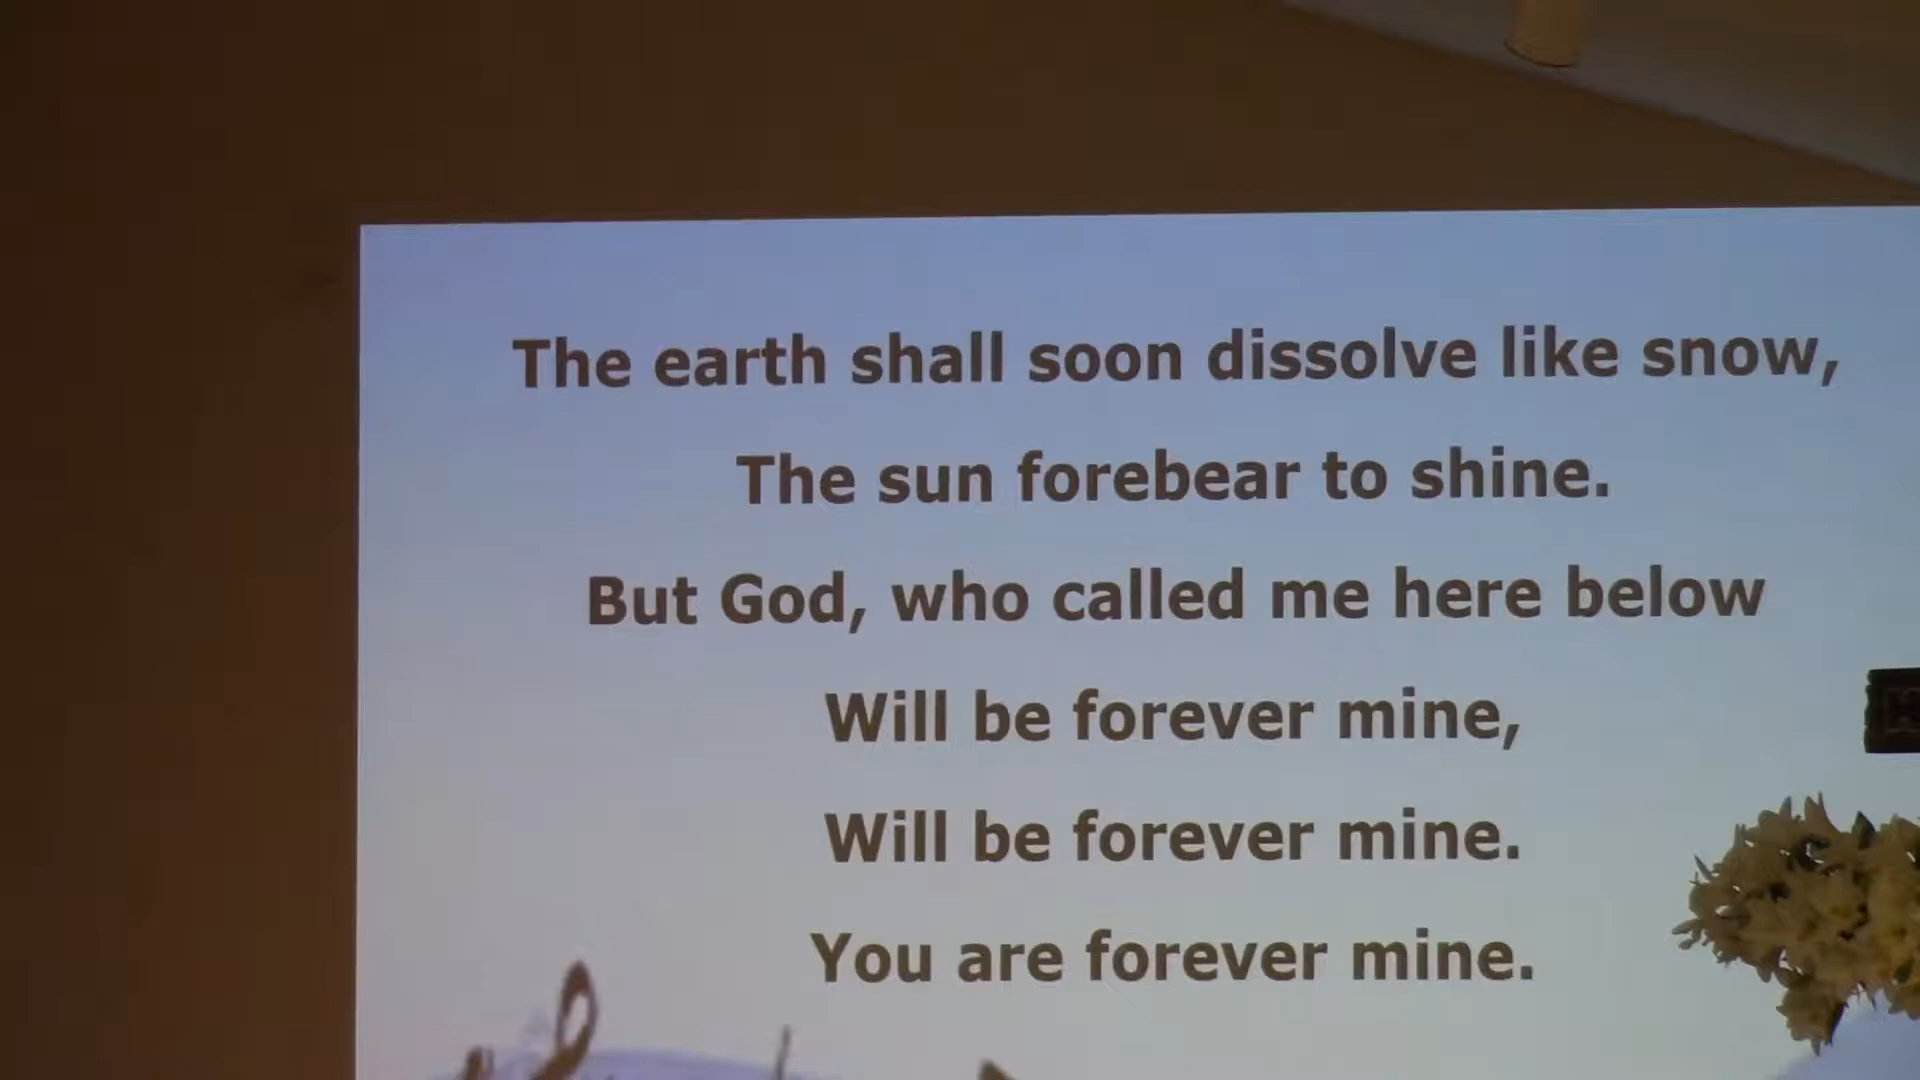 The earth shall soon dissolve like snow,
The sun forebear to shine.
But God, who called me here below
Will be forever mine,
Will be forever mine.
You are forever mine.